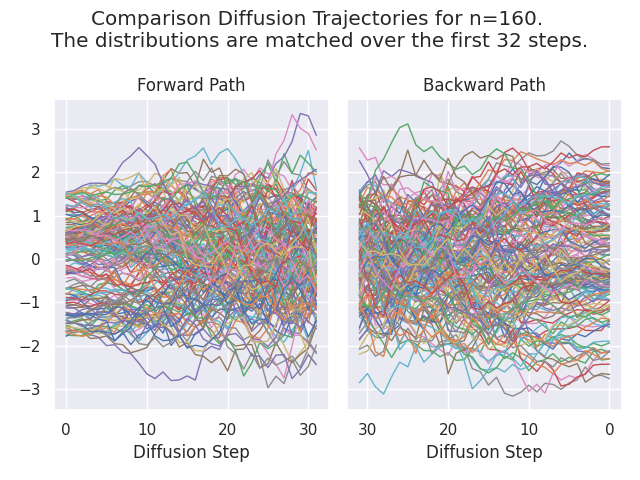 Comparison Diffusion Trajectories for n=160.
The distributions are matched over the first 32 steps.
Forward Path
Backward Path
3
2
1
0
−1
−2
−3
0 10 20 30
30 20 10 0
Diffusion Step
Diffusion Step